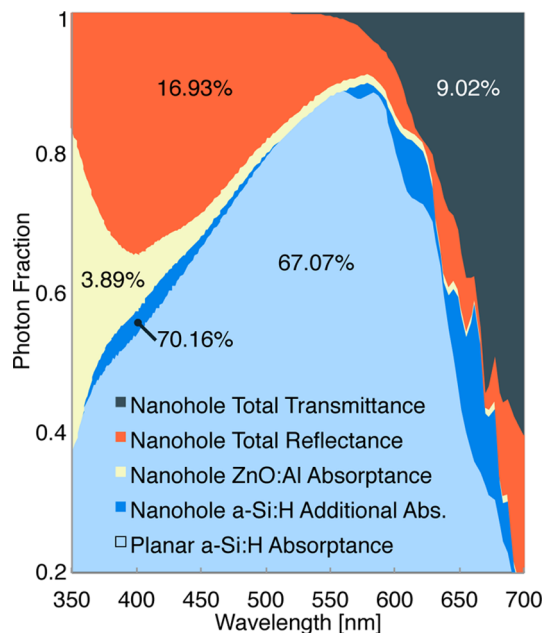 1
16.93%
9.02%
0.8
67.07%
3.89%
0.6
70.16%
Photon Fraction
Nanohole Total Transmittance
Nanohole Total Reflectance
0.4
Nanohole ZnO:Al Absorptance
Nanohole a-Si:H Additional Abs.
Planar a-Si:H Absorptance
0.2
350 400 450 500 550 600 650 700
Wavelength [nm]